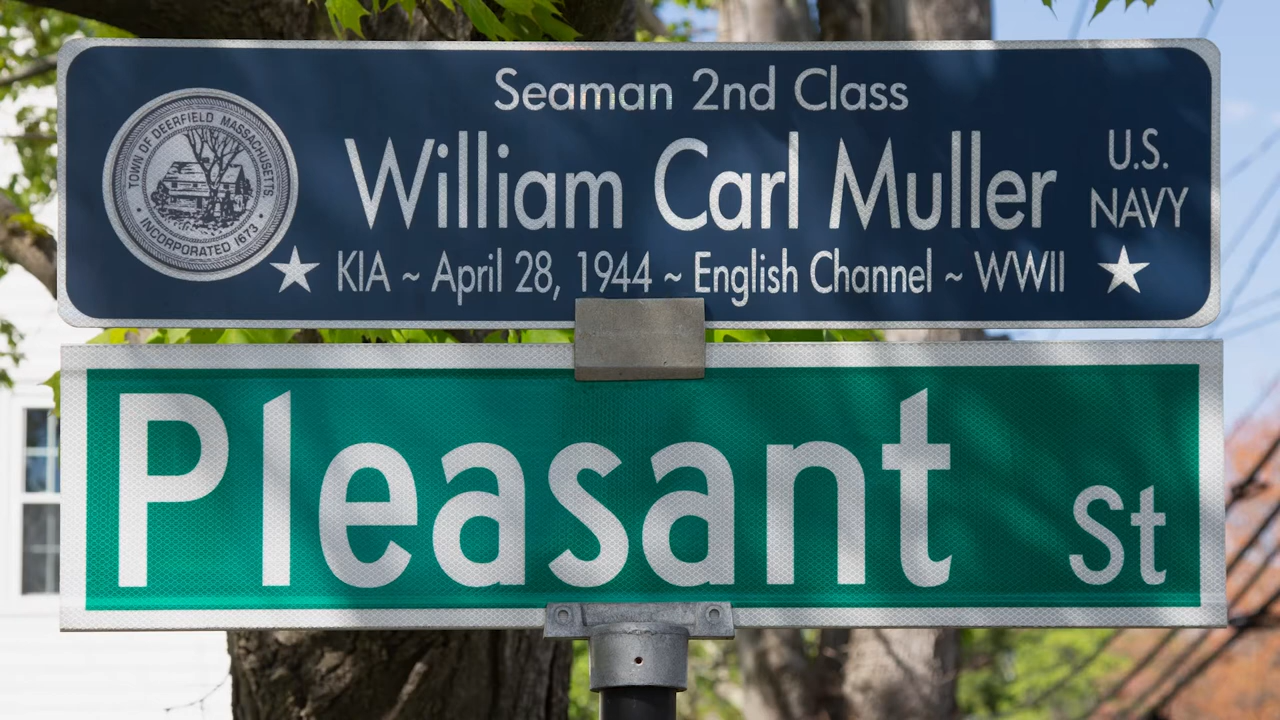 Seaman 2nd Class
William Carl Muller
U.S.
NAVY
KIA ~ April 28, 1944 ~ English Channel ~ WWII
TOWN OF DEERFIELD MASSACHUSETTS
• INCORPORATED 1673 •
Pleasant St